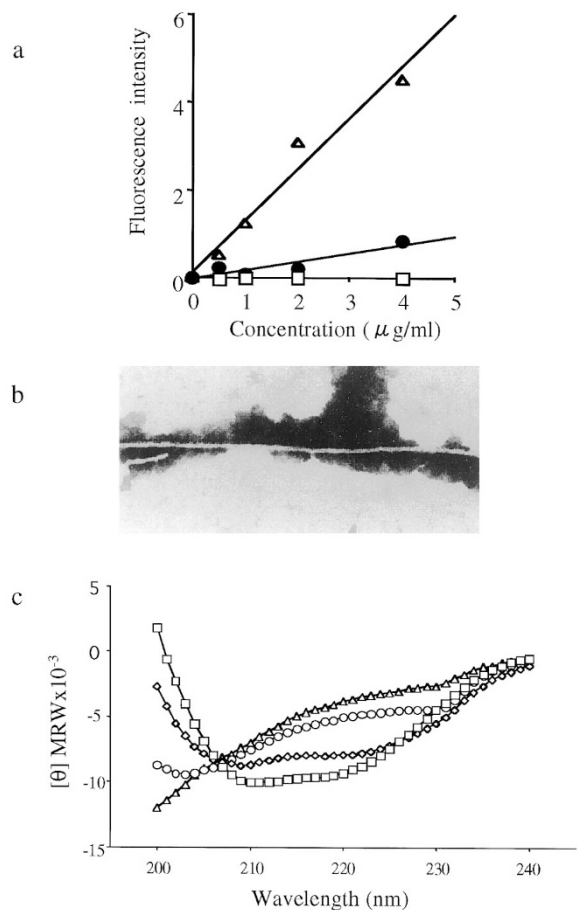 a
6
4
2
0
Fluorescence intensity
0 1 2 3 4 5
Concentration ( μg/ml)
b
c
5
0
-5
-10
-15
[θ] MRWx10⁻³
200 210 220 230 240
Wavelength (nm)